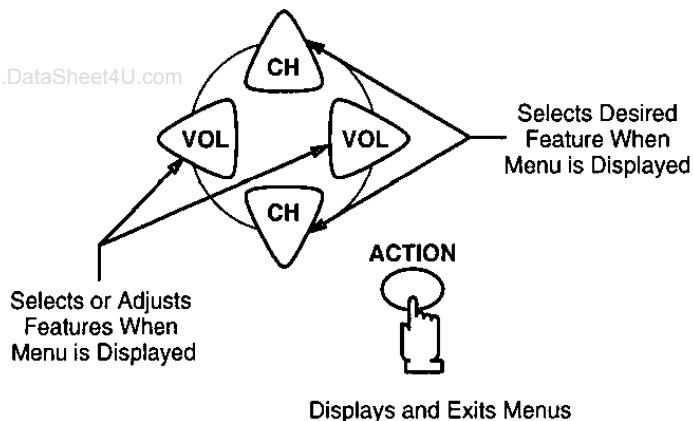 CH
.DataSheet4U.com
VOL
VOL
Selects Desired
Feature When
Menu is Displayed
CH
ACTION
Selects or Adjusts
Features When
Menu is Displayed
Displays and Exits Menus